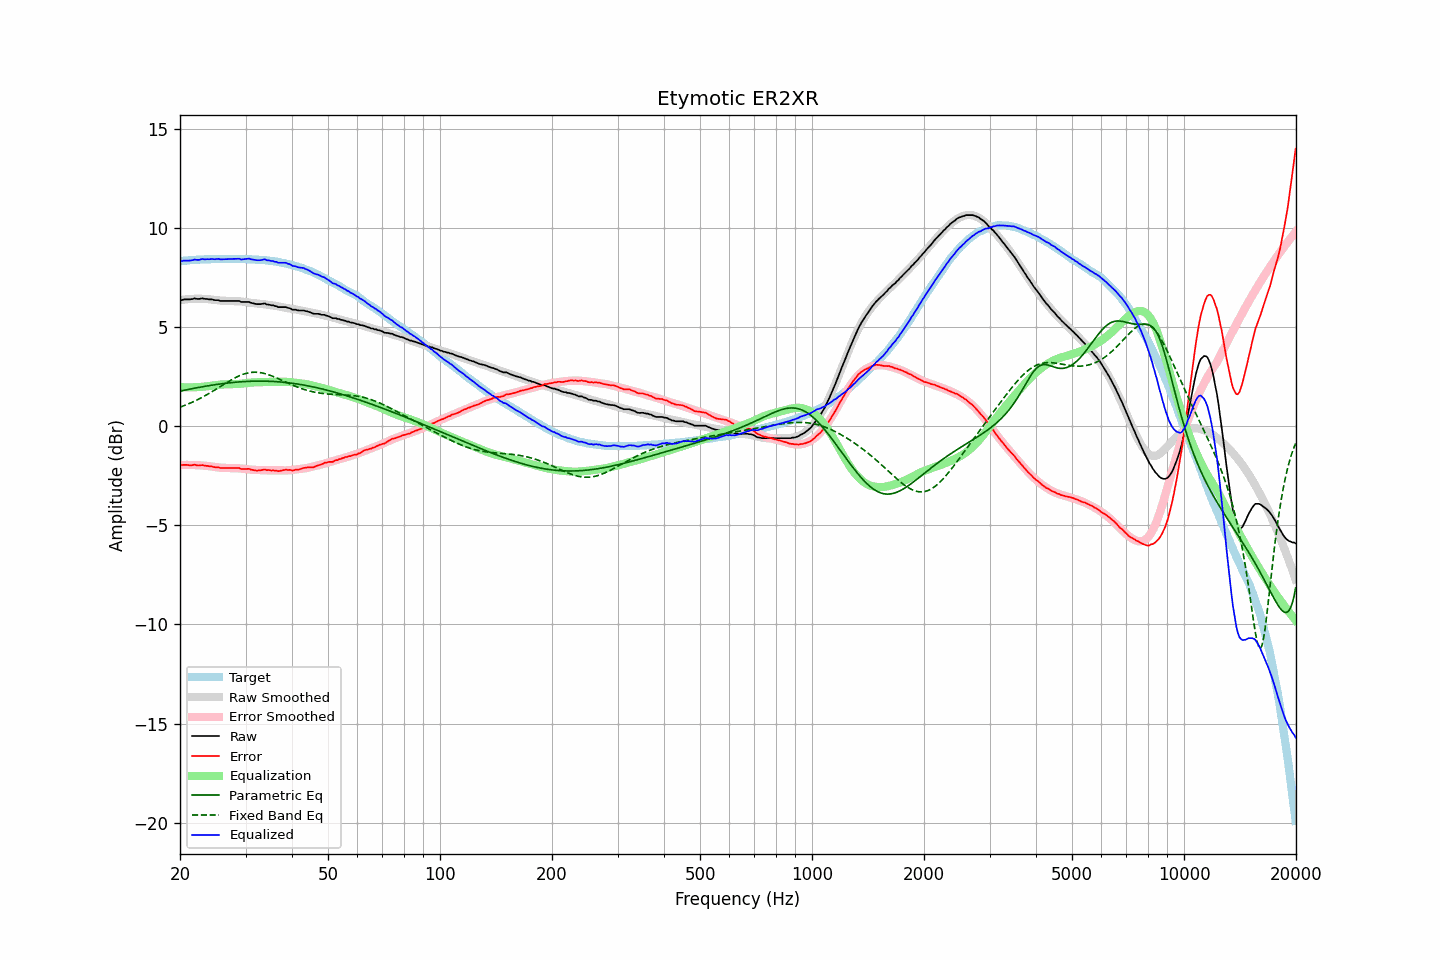 Etymotic ER2XR
15
10
5
0
−5
−10
−15
−20
Amplitude (dBr)
Target
Raw Smoothed
Error Smoothed
Raw
Error
Equalization
Parametric Eq
Fixed Band Eq
Equalized
20 50 100 200 500 1000 2000 5000 10000 20000
Frequency (Hz)